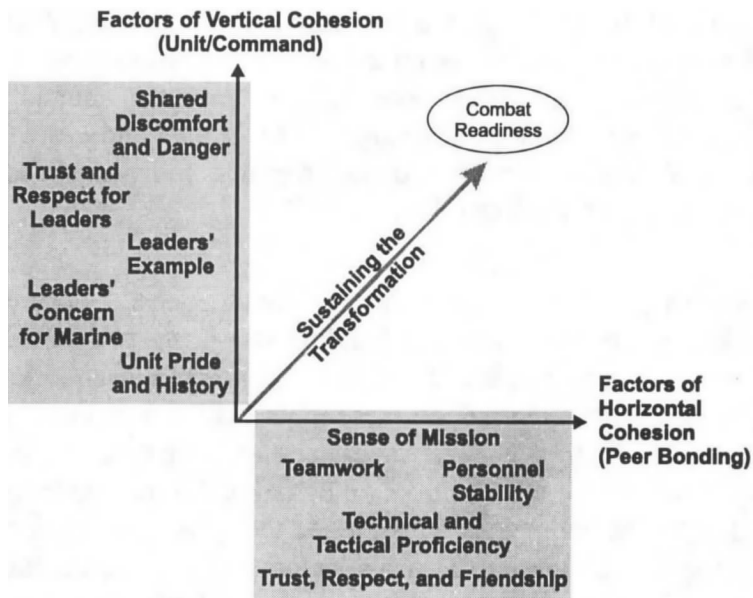 Factors of Vertical Cohesion
(Unit/Command)
Shared
Discomfort
and Danger
Trust and
Respect for
Leaders
Leaders'
Example
Leaders'
Concern
for Marine
Unit Pride
and History
Combat
Readiness
Sustaining the
Transformation
Factors of
Horizontal
Cohesion
(Peer Bonding)
Sense of Mission
Teamwork
Personnel
Stability
Technical and
Tactical Proficiency
Trust, Respect, and Friendship